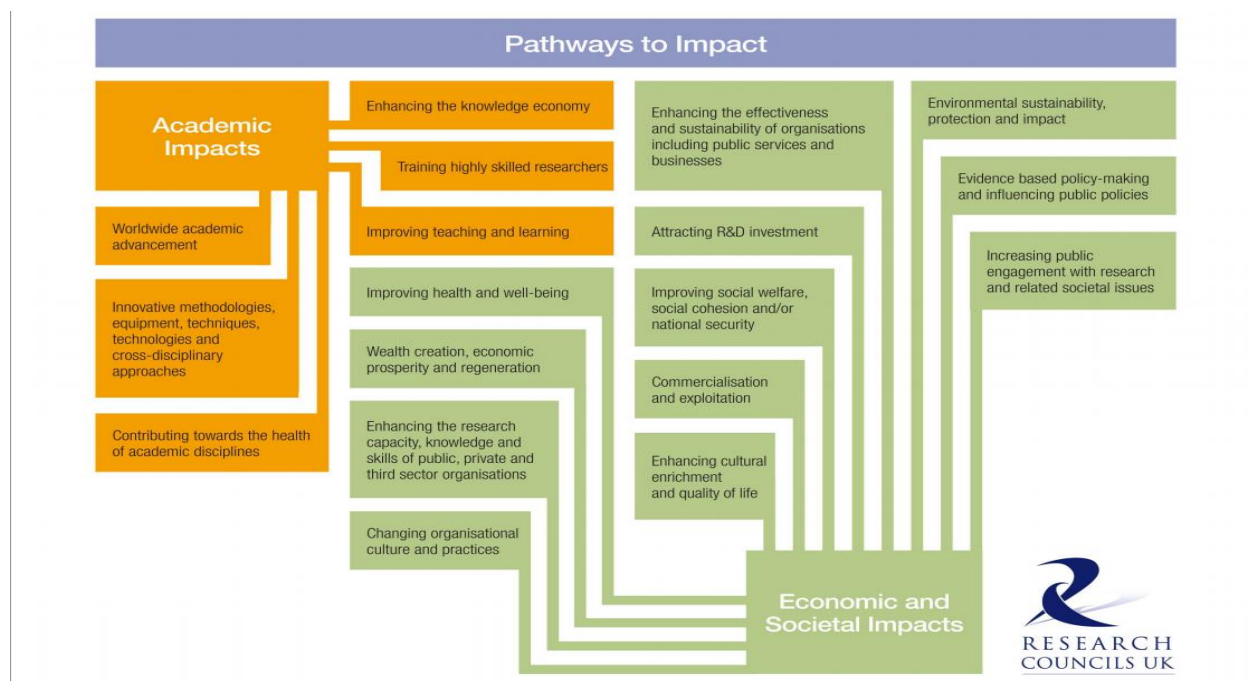 Pathways to Impact
Academic
Impacts
Worldwide academic
advancement
Innovative methodologies,
equipment, techniques,
technologies and
cross-disciplinary
approaches
Contributing towards the health
of academic disciplines
Enhancing the knowledge economy
Training highly skilled researchers
Improving teaching and learning
Improving health and well-being
Wealth creation, economic
prosperity and regeneration
Enhancing the research
capacity, knowledge and
skills of public, private and
third sector organisations
Changing organisational
culture and practices
Enhancing the effectiveness
and sustainability of organisations
including public services and
businesses
Attracting R&D investment
Improving social welfare,
social cohesion and/or
national security
Commercialisation
and exploitation
Enhancing cultural
enrichment
and quality of life
Environmental sustainability,
protection and impact
Evidence based policy-making
and influencing public policies
Increasing public
engagement with research
and related societal issues
Economic and
Societal Impacts
RESEARCH
COUNCILS UK